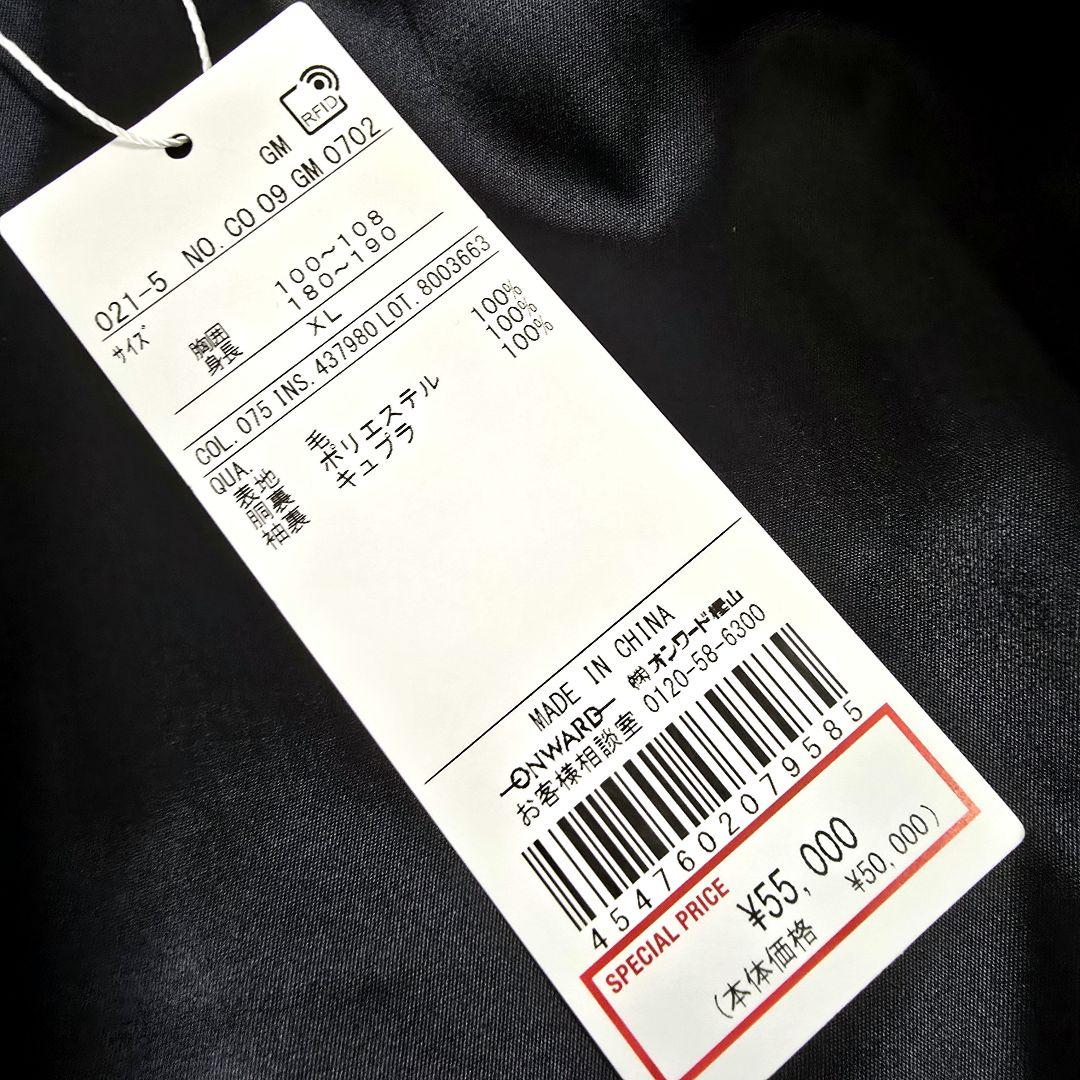 RFID
GM
021-5 NO. CO 09 GM 0702
サイズ
胸囲 100~108
身長 180~190
XL
COL. 075 INS. 437980 LOT. 8003663
QUA.
表地 毛 100%
胴裏 ポリエステル 100%
袖裏 キュプラ 100%
MADE IN CHINA
ONWARD ㈱オンワード樫山
お客様相談室 0120-58-6300
4547602079585
SPECIAL PRICE
¥55,000
(本体価格 ¥50,000)